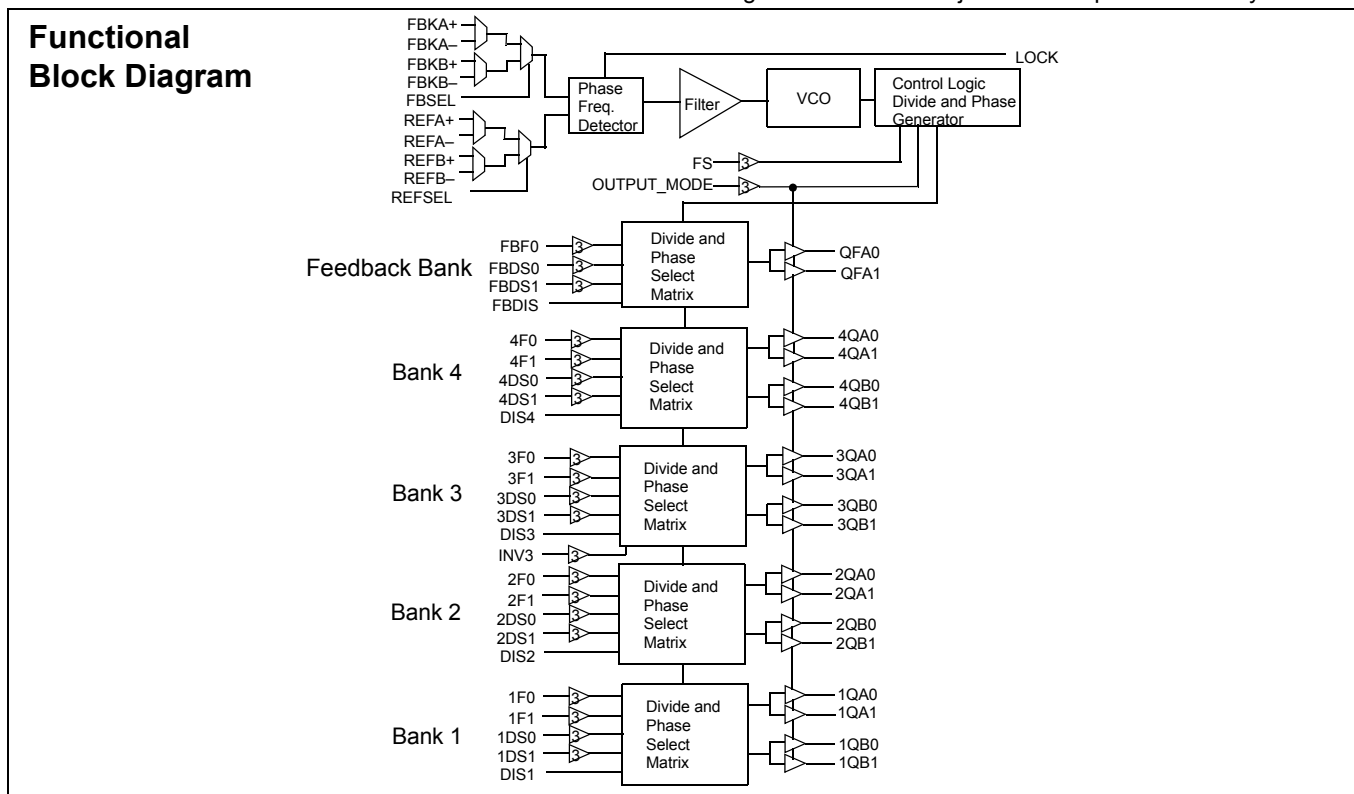 Functional
Block Diagram
FBKA+
FBKA–
FBKB+
FBKB–
FBSEL
REFA+
REFA–
REFB+
REFB–
REFSEL
Phase
Freq.
Detector
Filter
VCO
Control Logic
Divide and Phase
Generator
LOCK
FS
3
OUTPUT_MODE
3
Feedback Bank
FBF0
3
FBDS0
3
FBDS1
3
FBDIS
Divide and
Phase
Select
Matrix
QFA0
QFA1
Bank 4
4F0
3
4F1
3
4DS0
3
4DS1
3
DIS4
Divide and
Phase
Select
Matrix
4QA0
4QA1
4QB0
4QB1
Bank 3
3F0
3
3F1
3
3DS0
3
3DS1
3
DIS3
INV3
3
Divide and
Phase
Select
Matrix
3QA0
3QA1
3QB0
3QB1
Bank 2
2F0
3
2F1
3
2DS0
3
2DS1
3
DIS2
Divide and
Phase
Select
Matrix
2QA0
2QA1
2QB0
2QB1
Bank 1
1F0
3
1F1
3
1DS0
3
1DS1
3
DIS1
Divide and
Phase
Select
Matrix
1QA0
1QA1
1QB0
1QB1